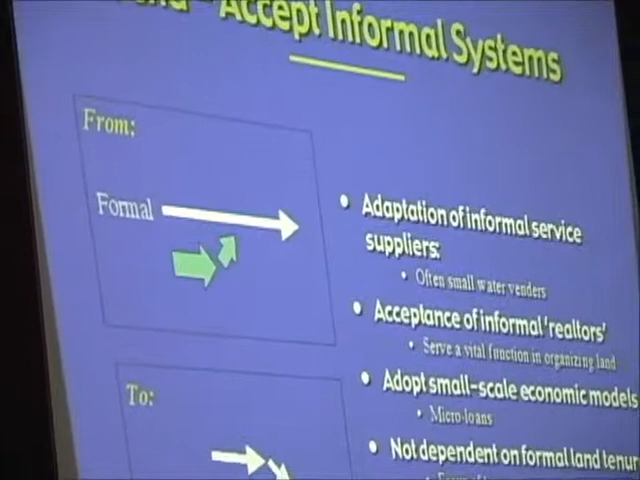 Accept Informal Systems
From:
Formal
Adaptation of informal service
suppliers:
Often small water venders
Acceptance of informal 'realtors'
Serve a vital function in organizing land
Adopt small-scale economic models
Micro-loans
Not dependent on formal land tenur
To: